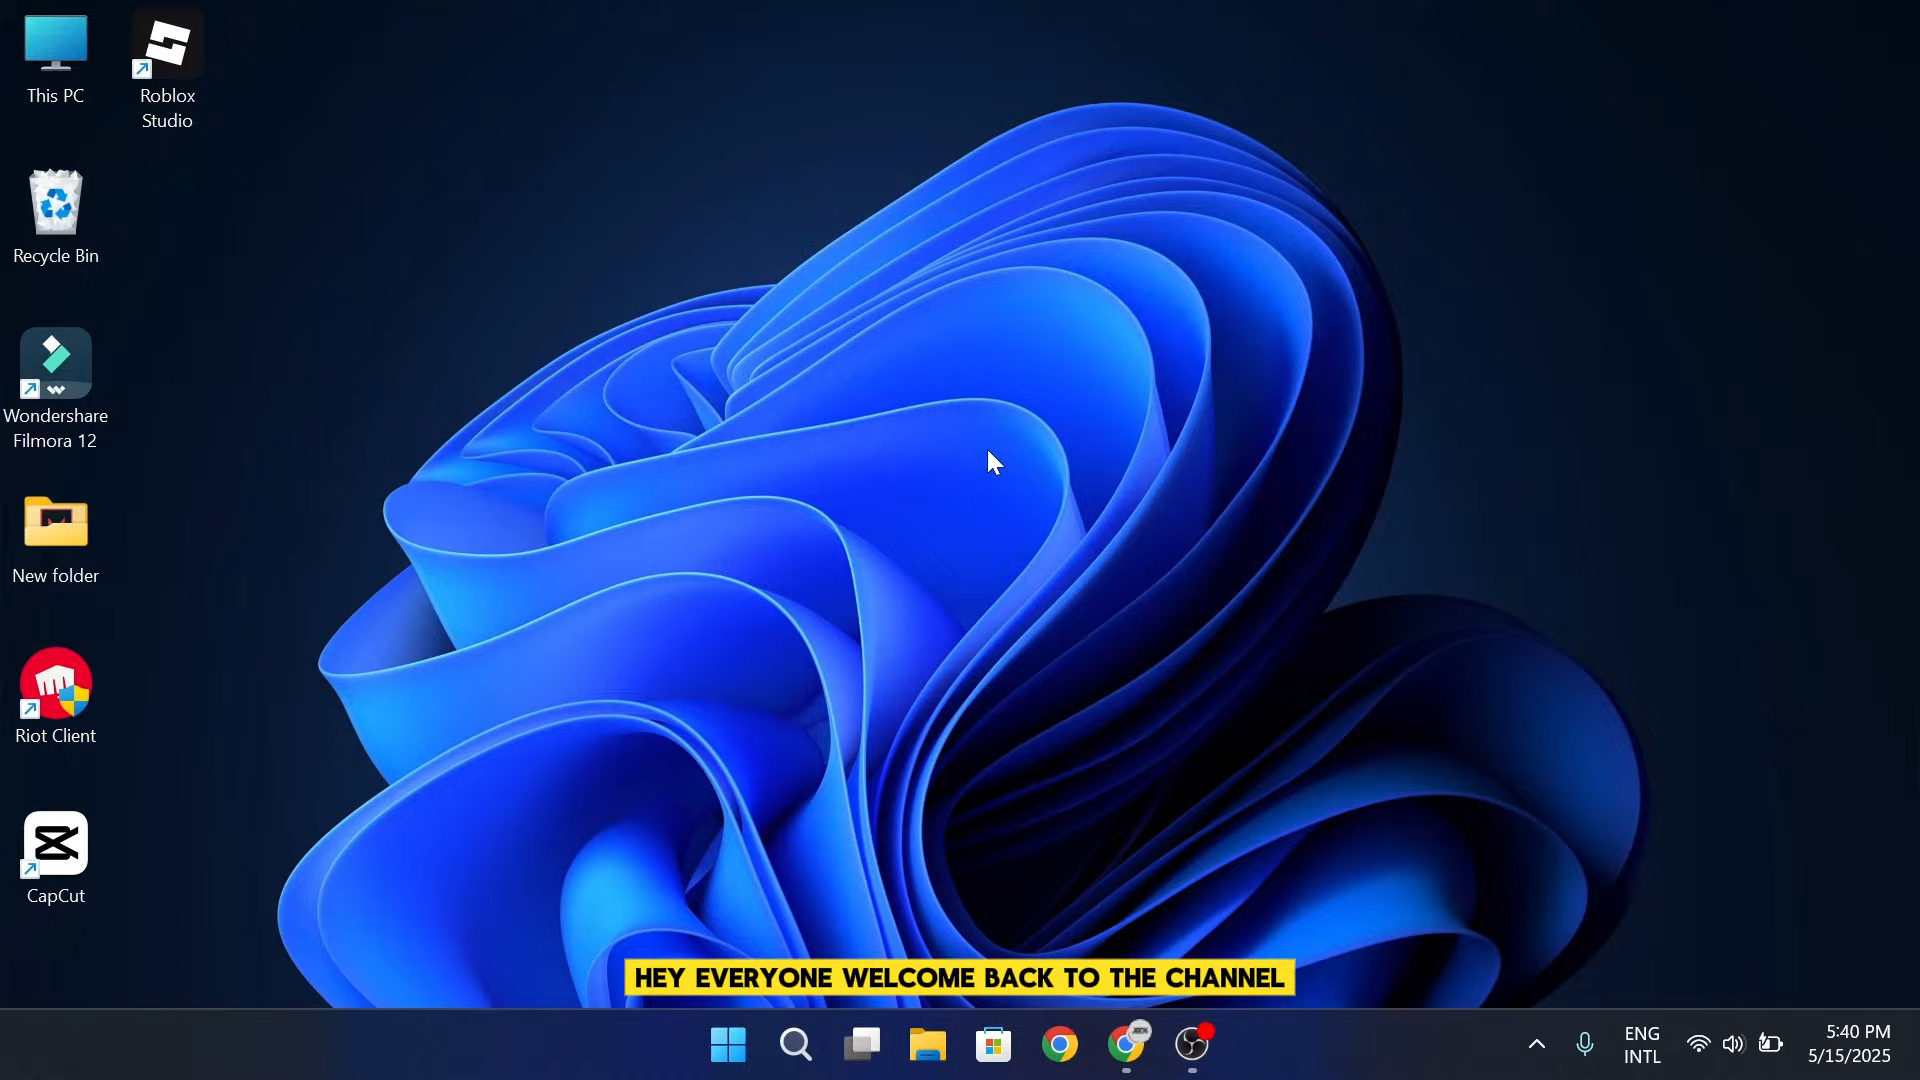 This PC
Roblox
Studio
Recycle Bin
Wondershare
Filmora 12
New folder
Riot Client
CapCut
HEY EVERYONE WELCOME BACK TO THE CHANNEL
ENG
INTL
5:40 PM
5/15/2025